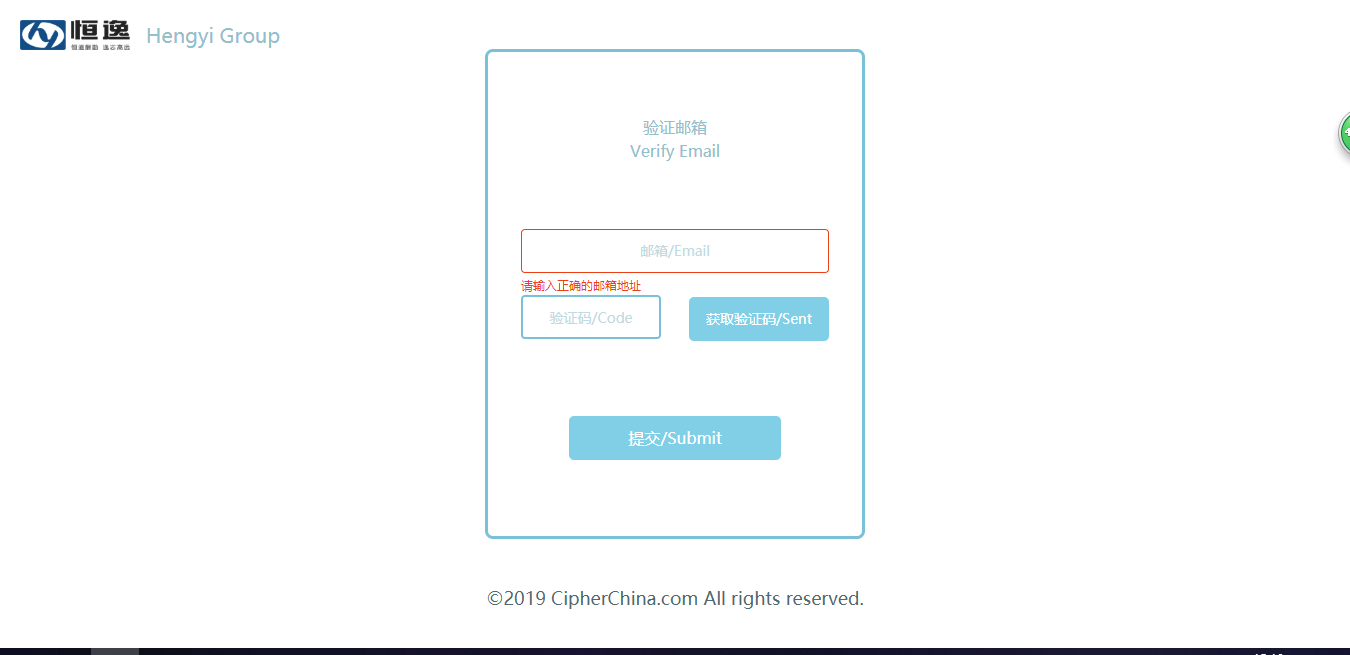 恒逸 Hengyi Group
验证邮箱
Verify Email
邮箱/Email
请输入正确的邮箱地址
验证码/Code
获取验证码/Sent
提交/Submit
©2019 CipherChina.com All rights reserved.